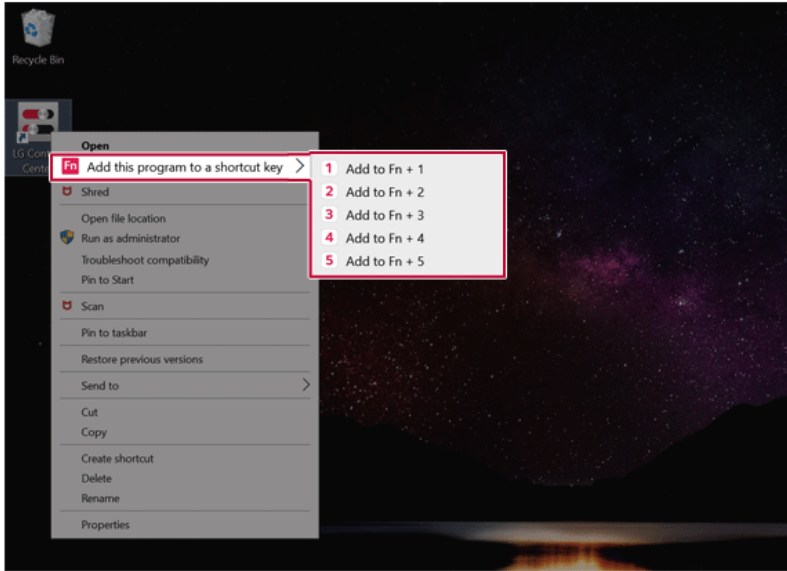 Recycle Bin
LG Con
Cente
Open
Fn Add this program to a shortcut key
1 Add to Fn + 1
2 Add to Fn + 2
3 Add to Fn + 3
4 Add to Fn + 4
5 Add to Fn + 5
Shred
Open file location
Run as administrator
Troubleshoot compatibility
Pin to Start
Scan
Pin to taskbar
Restore previous versions
Send to
Cut
Copy
Create shortcut
Delete
Rename
Properties